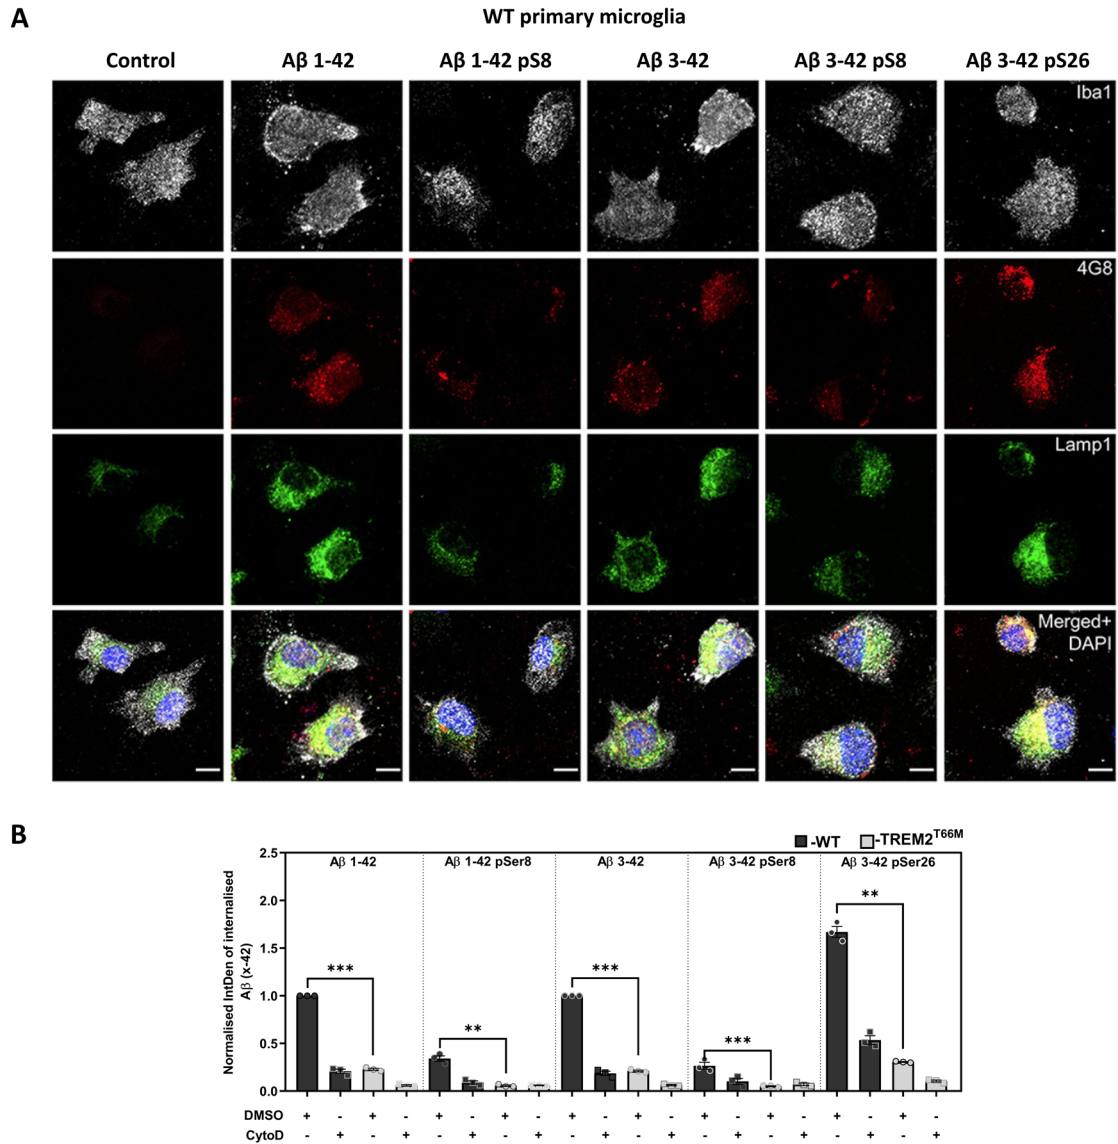 A
WT primary microglia
Control Aβ 1-42 Aβ 1-42 pS8 Aβ 3-42 Aβ 3-42 pS8 Aβ 3-42 pS26
Iba1
4G8
Lamp1
Merged+
DAPI
B
-WT -TREM2^T66M
Aβ 1-42 Aβ 1-42 pSer8 Aβ 3-42 Aβ 3-42 pSer8 Aβ 3-42 pSer26
Normalised IntDen of internalised
Aβ (x-42)
2.5
2.0
1.5
1.0
0.5
0.0
*** ** *** *** **
DMSO + - + - + - + - + - + - + - + - + - + -
CytoD - + - + - + - + - + - + - + - + - + - +